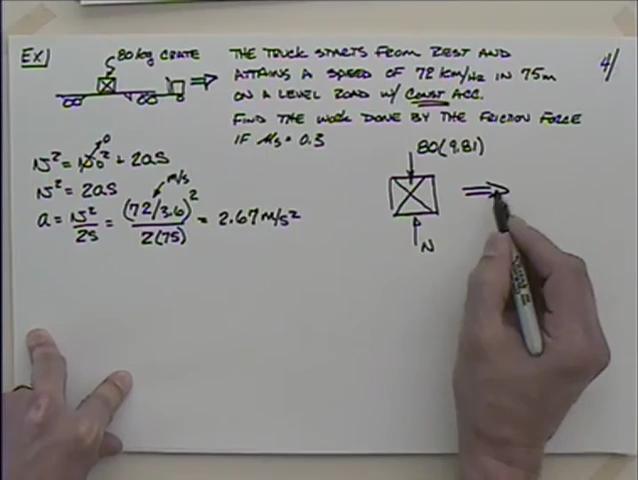 EX1
80 kg CRATE
THE TRUCK STARTS FROM REST AND
ATTAINS A SPEED OF 72 KM/HR IN 75m
ON A LEVEL ROAD W/ CONST ACC.
FIND THE WORK DONE BY THE FRICTION FORCE
IF μs = 0.3
4/
v² = v₀² + 2as
0
v² = 2as
a = v²/2s = (72/3.6)²/2(75) = 2.67 m/s²
m/s
80(9.81)
N